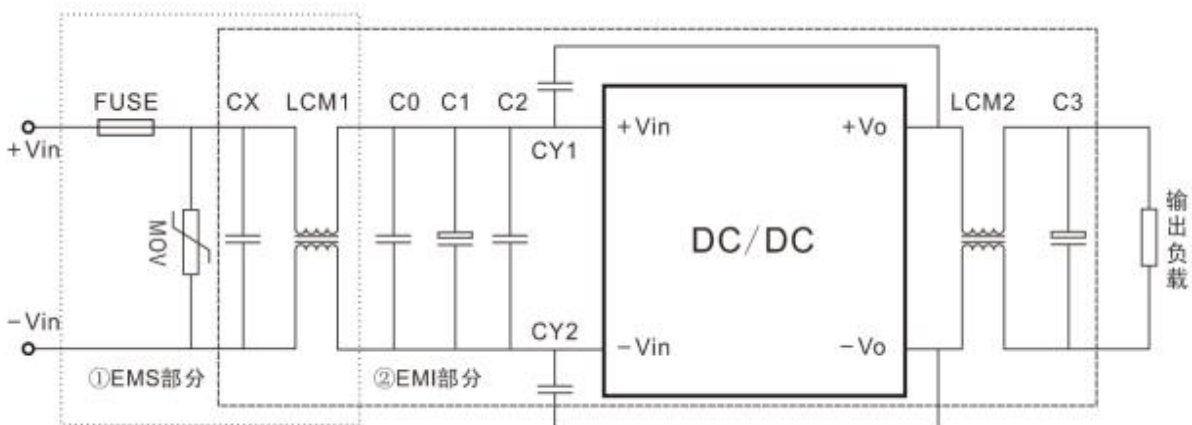 FUSE
CX
LCM1
C0
C1
C2
LCM2
C3
+Vin
CY1
+Vin
+Vo
MOV
DC/DC
输出负载
-Vin
CY2
-Vin
-Vo
①EMS部分
②EMI部分